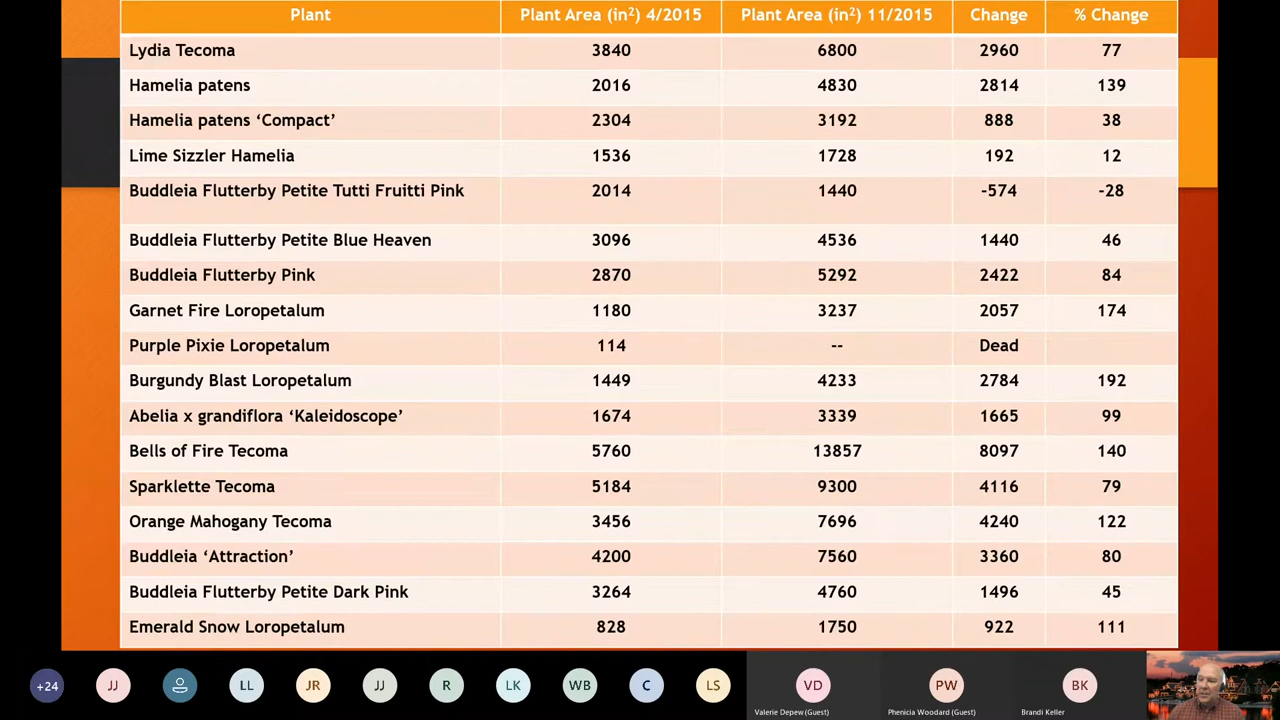 Plant Plant Area (in²) 4/2015 Plant Area (in²) 11/2015 Change % Change
Lydia Tecoma 3840 6800 2960 77
Hamelia patens 2016 4830 2814 139
Hamelia patens ‘Compact’ 2304 3192 888 38
Lime Sizzler Hamelia 1536 1728 192 12
Buddleia Flutterby Petite Tutti Fruitti Pink 2014 1440 -574 -28
Buddleia Flutterby Petite Blue Heaven 3096 4536 1440 46
Buddleia Flutterby Pink 2870 5292 2422 84
Garnet Fire Loropetalum 1180 3237 2057 174
Purple Pixie Loropetalum 114 -- Dead
Burgundy Blast Loropetalum 1449 4233 2784 192
Abelia x grandiflora ‘Kaleidoscope’ 1674 3339 1665 99
Bells of Fire Tecoma 5760 13857 8097 140
Sparklette Tecoma 5184 9300 4116 79
Orange Mahogany Tecoma 3456 7696 4240 122
Buddleia ‘Attraction’ 4200 7560 3360 80
Buddleia Flutterby Petite Dark Pink 3264 4760 1496 45
Emerald Snow Loropetalum 828 1750 922 111
+24 JJ LL JR JJ R LK WB C LS VD PW BK
Valerie Depew (Guest) Phenicia Woodard (Guest) Brandi Keller